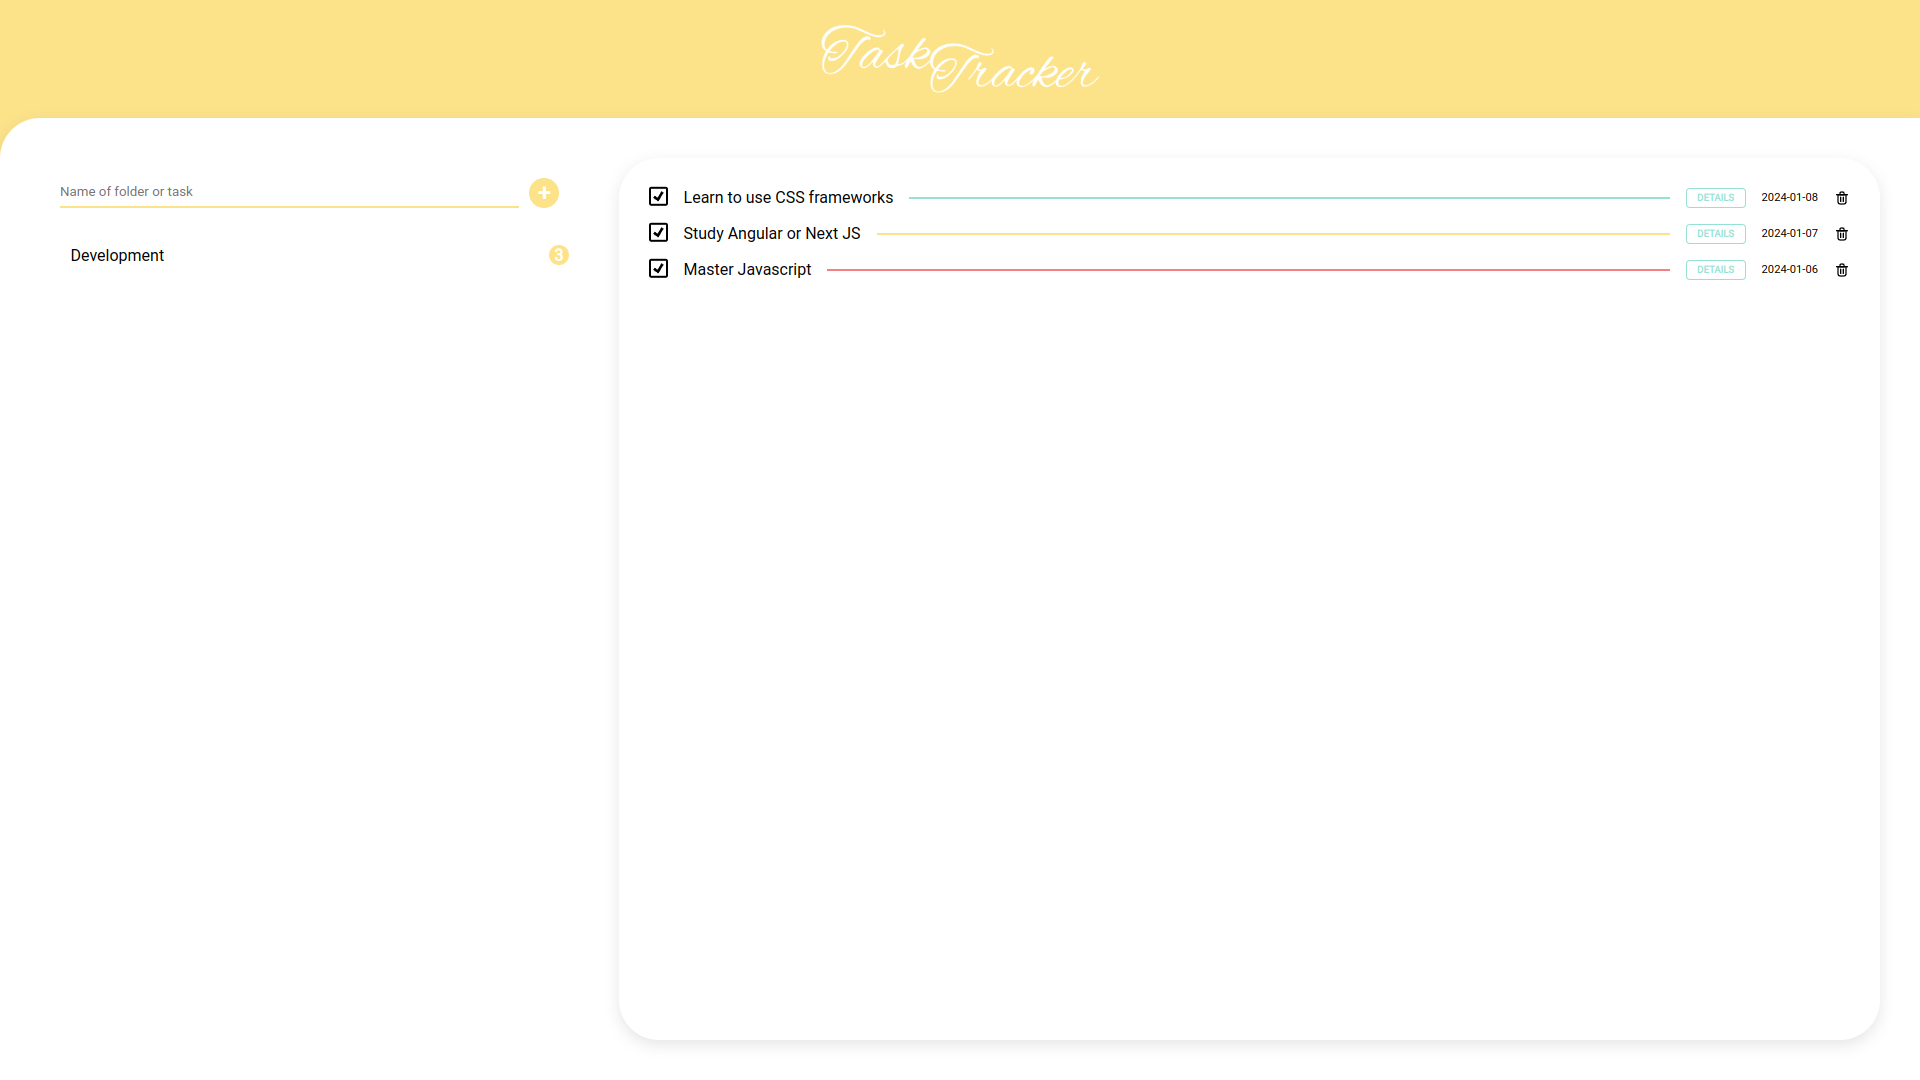 TaskTracker
Name of folder or task
+
Development 3
Learn to use CSS frameworks DETAILS 2024-01-08
Study Angular or Next JS DETAILS 2024-01-07
Master Javascript DETAILS 2024-01-06